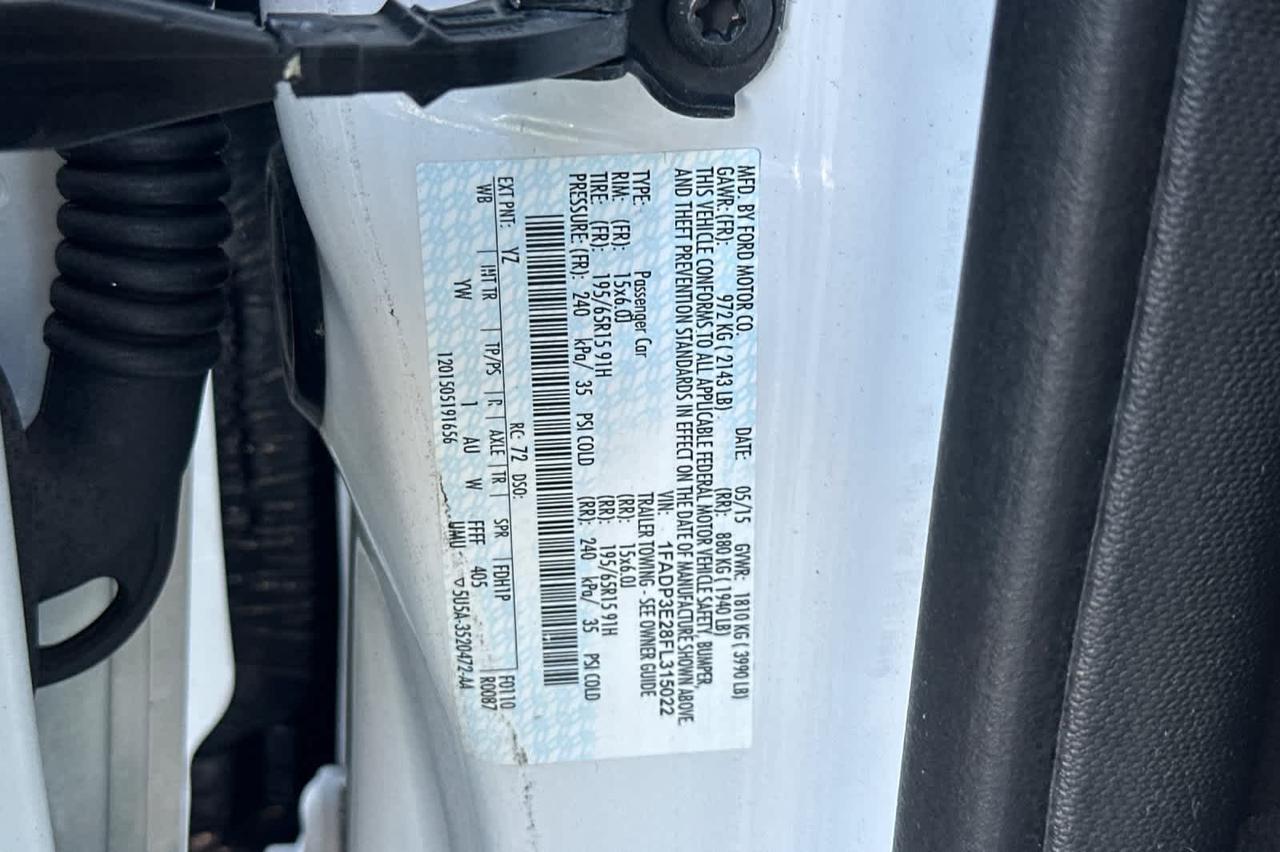 MFD. BY FORD MOTOR CO. DATE: 05/15 GVWR: 1810 KG ( 3990 LB)
GAWR: (FR): 972 KG ( 2143 LB) (RR): 880 KG ( 1940 LB)
THIS VEHICLE CONFORMS TO ALL APPLICABLE FEDERAL MOTOR VEHICLE SAFETY, BUMPER,
AND THEFT PREVENTION STANDARDS IN EFFECT ON THE DATE OF MANUFACTURE SHOWN ABOVE.
VIN: 1FADP3E28FL315022
TYPE: Passenger Car TRAILER TOWING - SEE OWNER GUIDE
RIM: (FR): 15x6.0J (RR): 15x6.0J
TIRE: (FR): 195/65R15 91H (RR): 195/65R15 91H
PRESSURE: (FR): 240 kPa/ 35 PSI COLD (RR): 240 kPa/ 35 PSI COLD
EXT PNT: YZ RC: 72 DSO: F0110
WB INT TR TP/PS R AXLE TR SPR FDH1P R0087
YW 1 AU W FFFF 405
1201505191656 UMU 5U5A-3520472-AA